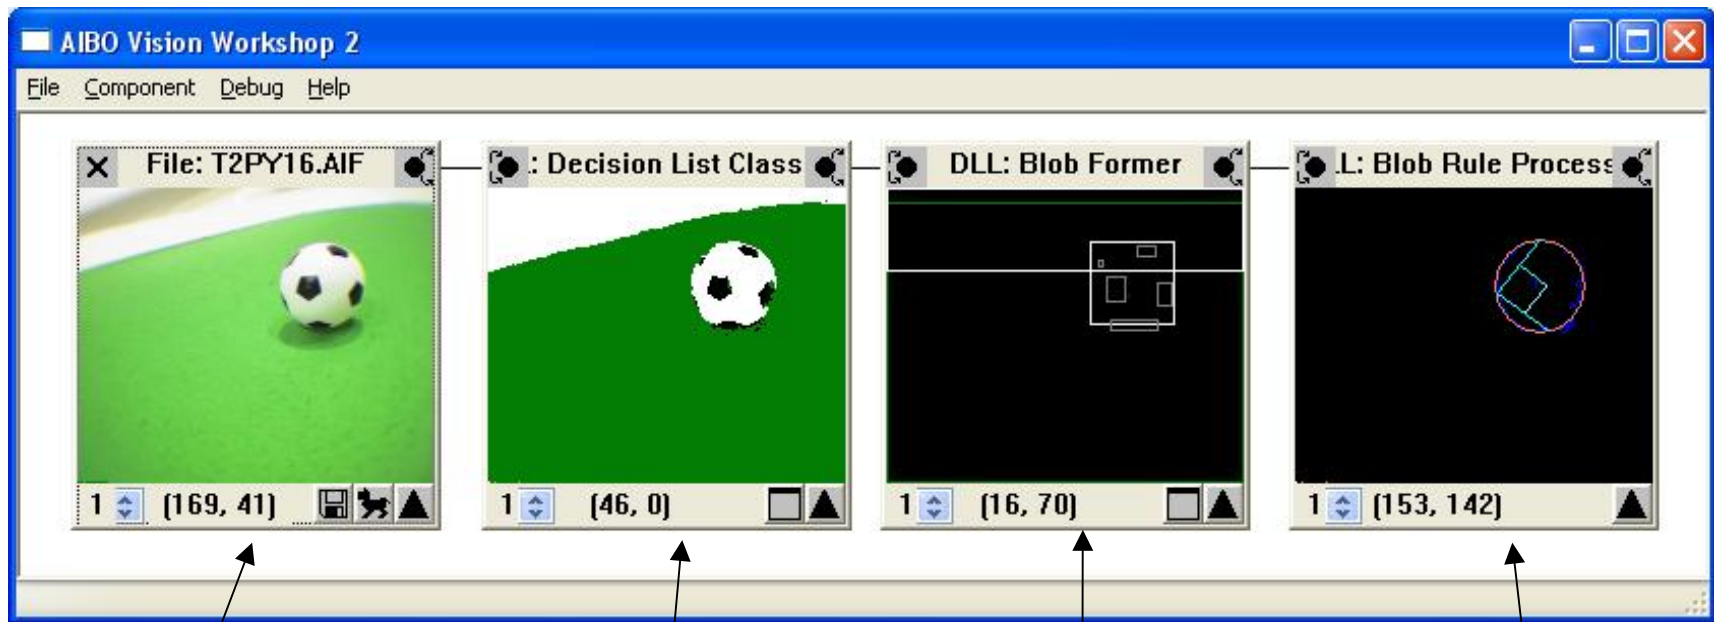 AIBO Vision Workshop 2
File Component Debug Help
File: T2PY16.AIF
.: Decision List Class
DLL: Blob Former
.L: Blob Rule Process
1 (169, 41)
1 (46, 0)
1 (16, 70)
1 (153, 142)